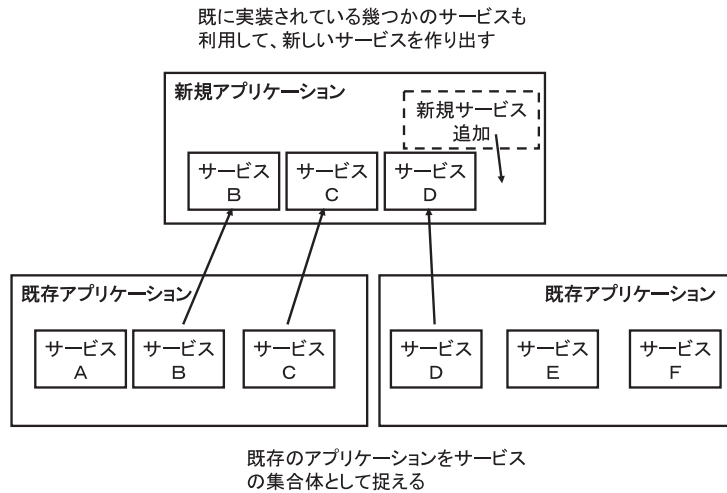 既に実装されている幾つかのサービスも
利用して、新しいサービスを作り出す
新規アプリケーション
新規サービス
追加
サービス
B
サービス
C
サービス
D
既存アプリケーション
サービス
A
サービス
B
サービス
C
既存アプリケーション
サービス
D
サービス
E
サービス
F
既存のアプリケーションをサービス
の集合体として捉える